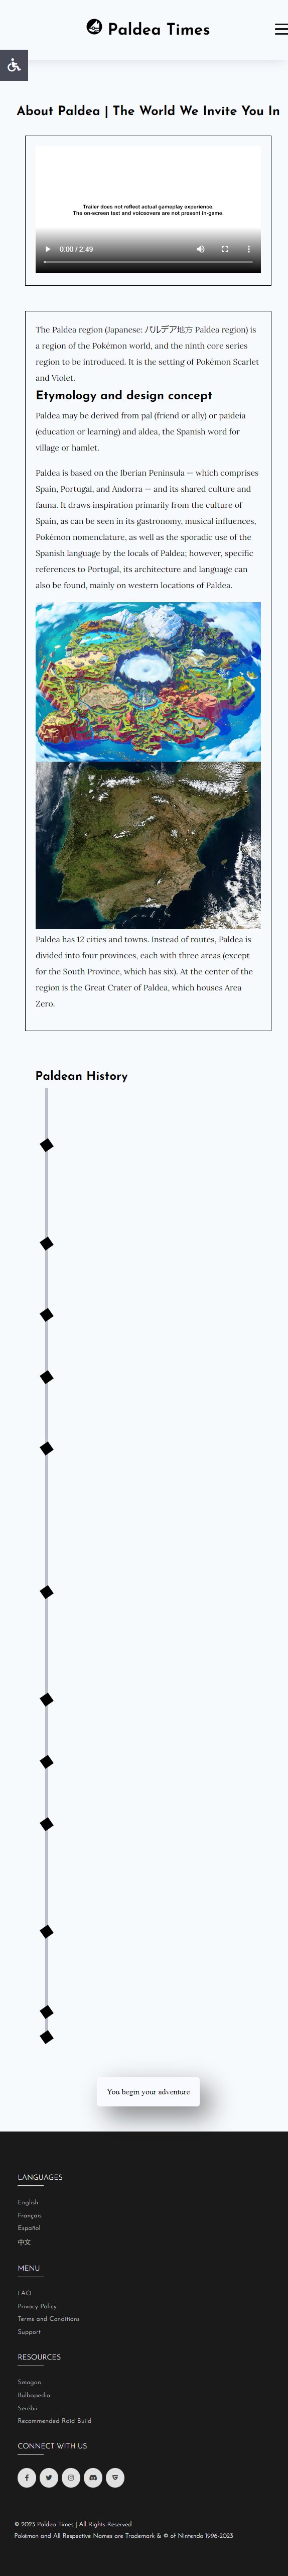 Paldea Times
About Paldea | The World We Invite You In
Trailer does not reflect actual gameplay experience.
The on-screen text and volcovers are not present in-game.
0:00 / 2:49
The Paldea region (Japanese: パルデア地方 Paldea region) is
a region of the Pokémon world, and the ninth core series
region to be introduced. It is the setting of Pokémon Scarlet
and Violet.
Etymology and design concept
Paldea may be derived from pal (friend or ally) or paideia
(education or learning) and aldea, the Spanish word for
village or hamlet.
Paldea is based on the Iberian Peninsula — which comprises
Spain, Portugal, and Andorra — and its shared culture and
fauna. It draws inspiration primarily from the culture of
Spain, as can be seen in its gastronomy, musical influences,
Pokémon nomenclature, as well as the sporadic use of the
Spanish language by the locals of Paldea; however, specific
references to Portugal, its architecture and language can
also be found, mainly on western locations of Paldea.
Paldea has 12 cities and towns. Instead of routes, Paldea is
divided into four provinces, each with three areas (except
for the South Province, which has six). At the center of the
region is the Great Crater of Paldea, which houses Area
Zero.
Paldean History
You begin your adventure
LANGUAGES
English
Français
Español
中文
MENU
FAQ
Privacy Policy
Terms and Conditions
Support
RESOURCES
Smogon
Bulbapedia
Serebii
Recommended Raid Build
CONNECT WITH US
© 2023 Paldea Times | All Rights Reserved
Pokémon and All Respective Names are Trademark & © of Nintendo 1996-2023